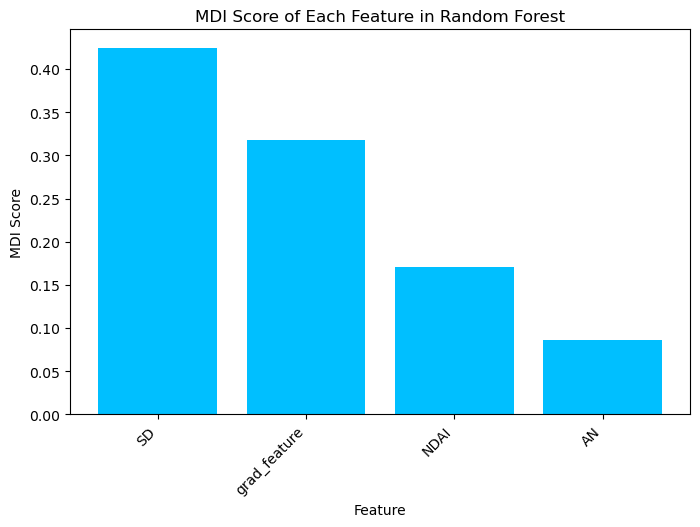 MDI Score of Each Feature in Random Forest
0.40
0.35
0.30
0.25
0.20
0.15
0.10
0.05
0.00
MDI Score
SD
grad_feature
NDAI
AN
Feature